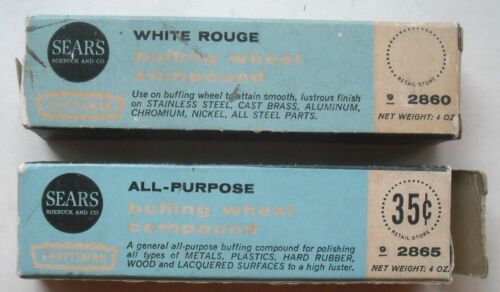 SEARS
ROEBUCK AND CO
CRAFTSMAN
WHITE ROUGE
buffing wheel
compound
Use on buffing wheel to attain smooth, lustrous finish
on STAINLESS STEEL, CAST BRASS, ALUMINUM,
CHROMIUM, NICKEL, ALL STEEL PARTS.
RETAIL STORE
9 2860
NET WEIGHT: 4 OZ
SEARS
ROEBUCK AND CO
CRAFTSMAN
ALL-PURPOSE
buffing wheel
compound
A general all-purpose buffing compound for polishing
all types of METALS, PLASTICS, HARD RUBBER,
WOOD and LACQUERED SURFACES to a high luster.
35¢
RETAIL STORE
9 2865
NET WEIGHT: 4 OZ